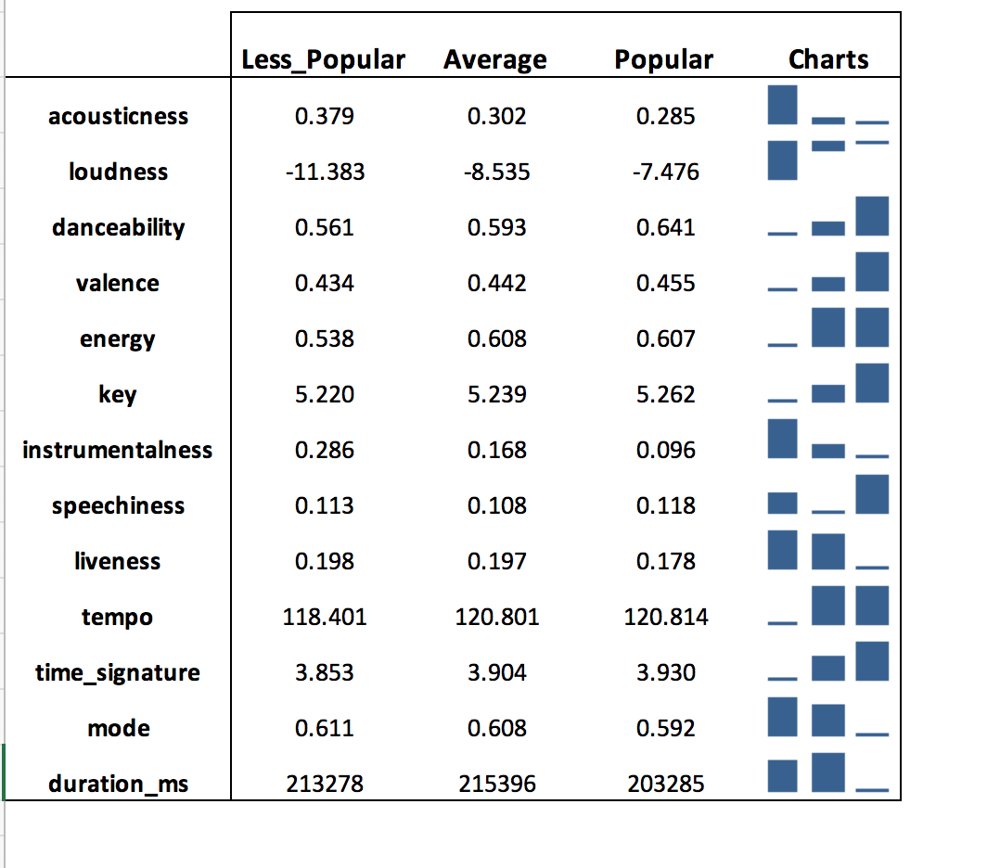 Less_Popular Average Popular Charts
acousticness 0.379 0.302 0.285
loudness -11.383 -8.535 -7.476
danceability 0.561 0.593 0.641
valence 0.434 0.442 0.455
energy 0.538 0.608 0.607
key 5.220 5.239 5.262
instrumentalness 0.286 0.168 0.096
speechiness 0.113 0.108 0.118
liveness 0.198 0.197 0.178
tempo 118.401 120.801 120.814
time_signature 3.853 3.904 3.930
mode 0.611 0.608 0.592
duration_ms 213278 215396 203285